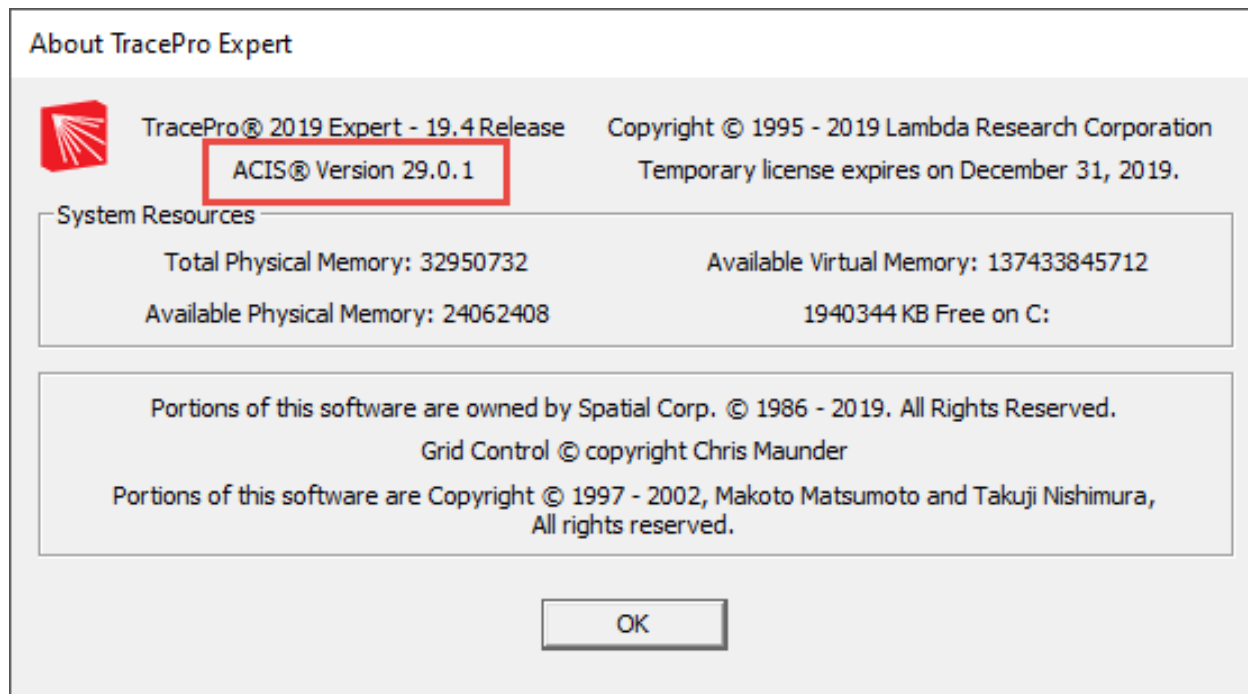 About TracePro Expert
TracePro® 2019 Expert - 19.4 Release
Copyright © 1995 - 2019 Lambda Research Corporation
ACIS® Version 29.0.1
Temporary license expires on December 31, 2019.
System Resources
Total Physical Memory: 32950732
Available Virtual Memory: 137433845712
Available Physical Memory: 24062408
1940344 KB Free on C:
Portions of this software are owned by Spatial Corp. © 1986 - 2019. All Rights Reserved.
Grid Control © copyright Chris Maunder
Portions of this software are Copyright © 1997 - 2002, Makoto Matsumoto and Takuji Nishimura,
All rights reserved.
OK